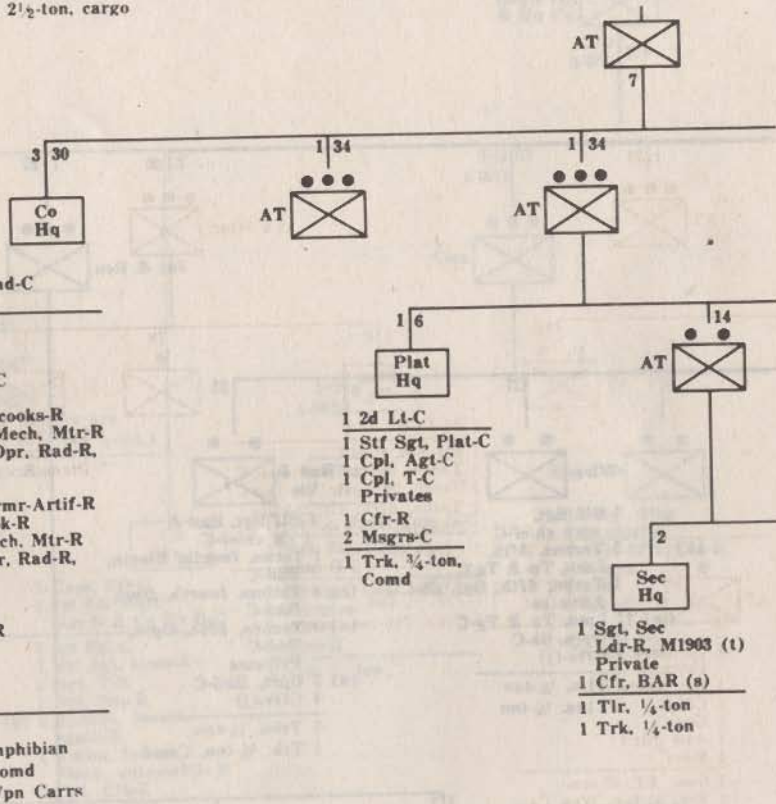 2½-ton, cargo
AT
7
3 30
1 34
1 34
Co
Hq
AT
AT
1 6
14
Plat
Hq
AT
1 2d Lt-C
1 Stf Sgt, Plat-C
1 Cpl, Agt-C
1 Cpl, T-C
Privates
1 Cfr-R
2 Msgrs-C
1 Trk, ¾-ton,
Comd
2
Sec
Hq
1 Sgt, Sec
Ldr-R, M1903 (t)
Private
1 Cfr, BAR (s)
1 Tlr, ¼-ton
1 Trk, ¼-ton
d-C
C
cooks-R
Mech, Mtr-R
Opr, Rad-R,
rmr-Artif-R
k-R
ch, Mtr-R
r, Rad-R,
R
mphibian
omd
pn Carrs